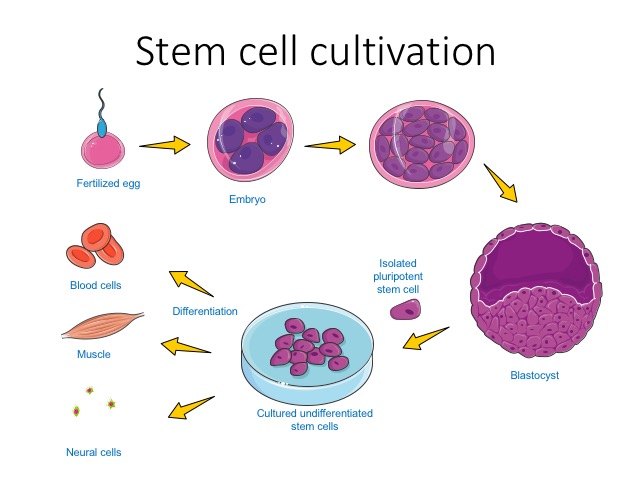 Stem cell cultivation
Fertilized egg
Embryo
Blood cells
Differentiation
Isolated
pluripotent
stem cell
Muscle
Blastocyst
Cultured undifferentiated
stem cells
Neural cells